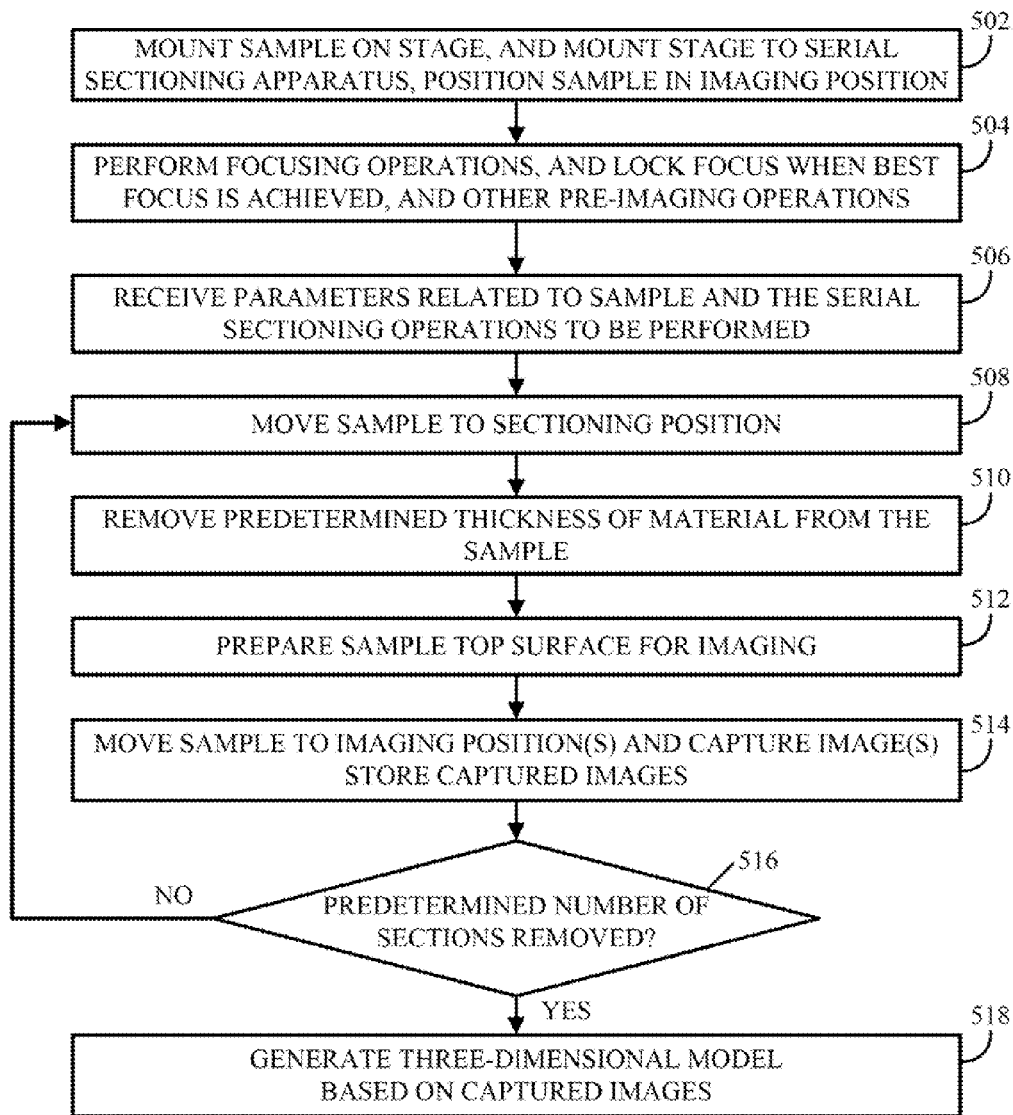 502
MOUNT SAMPLE ON STAGE, AND MOUNT STAGE TO SERIAL
SECTIONING APPARATUS, POSITION SAMPLE IN IMAGING POSITION
504
PERFORM FOCUSING OPERATIONS, AND LOCK FOCUS WHEN BEST
FOCUS IS ACHIEVED, AND OTHER PRE-IMAGING OPERATIONS
506
RECEIVE PARAMETERS RELATED TO SAMPLE AND THE SERIAL
SECTIONING OPERATIONS TO BE PERFORMED
508
MOVE SAMPLE TO SECTIONING POSITION
510
REMOVE PREDETERMINED THICKNESS OF MATERIAL FROM THE
SAMPLE
512
PREPARE SAMPLE TOP SURFACE FOR IMAGING
514
MOVE SAMPLE TO IMAGING POSITION(S) AND CAPTURE IMAGE(S)
STORE CAPTURED IMAGES
516
NO
PREDETERMINED NUMBER OF
SECTIONS REMOVED?
YES
518
GENERATE THREE-DIMENSIONAL MODEL
BASED ON CAPTURED IMAGES